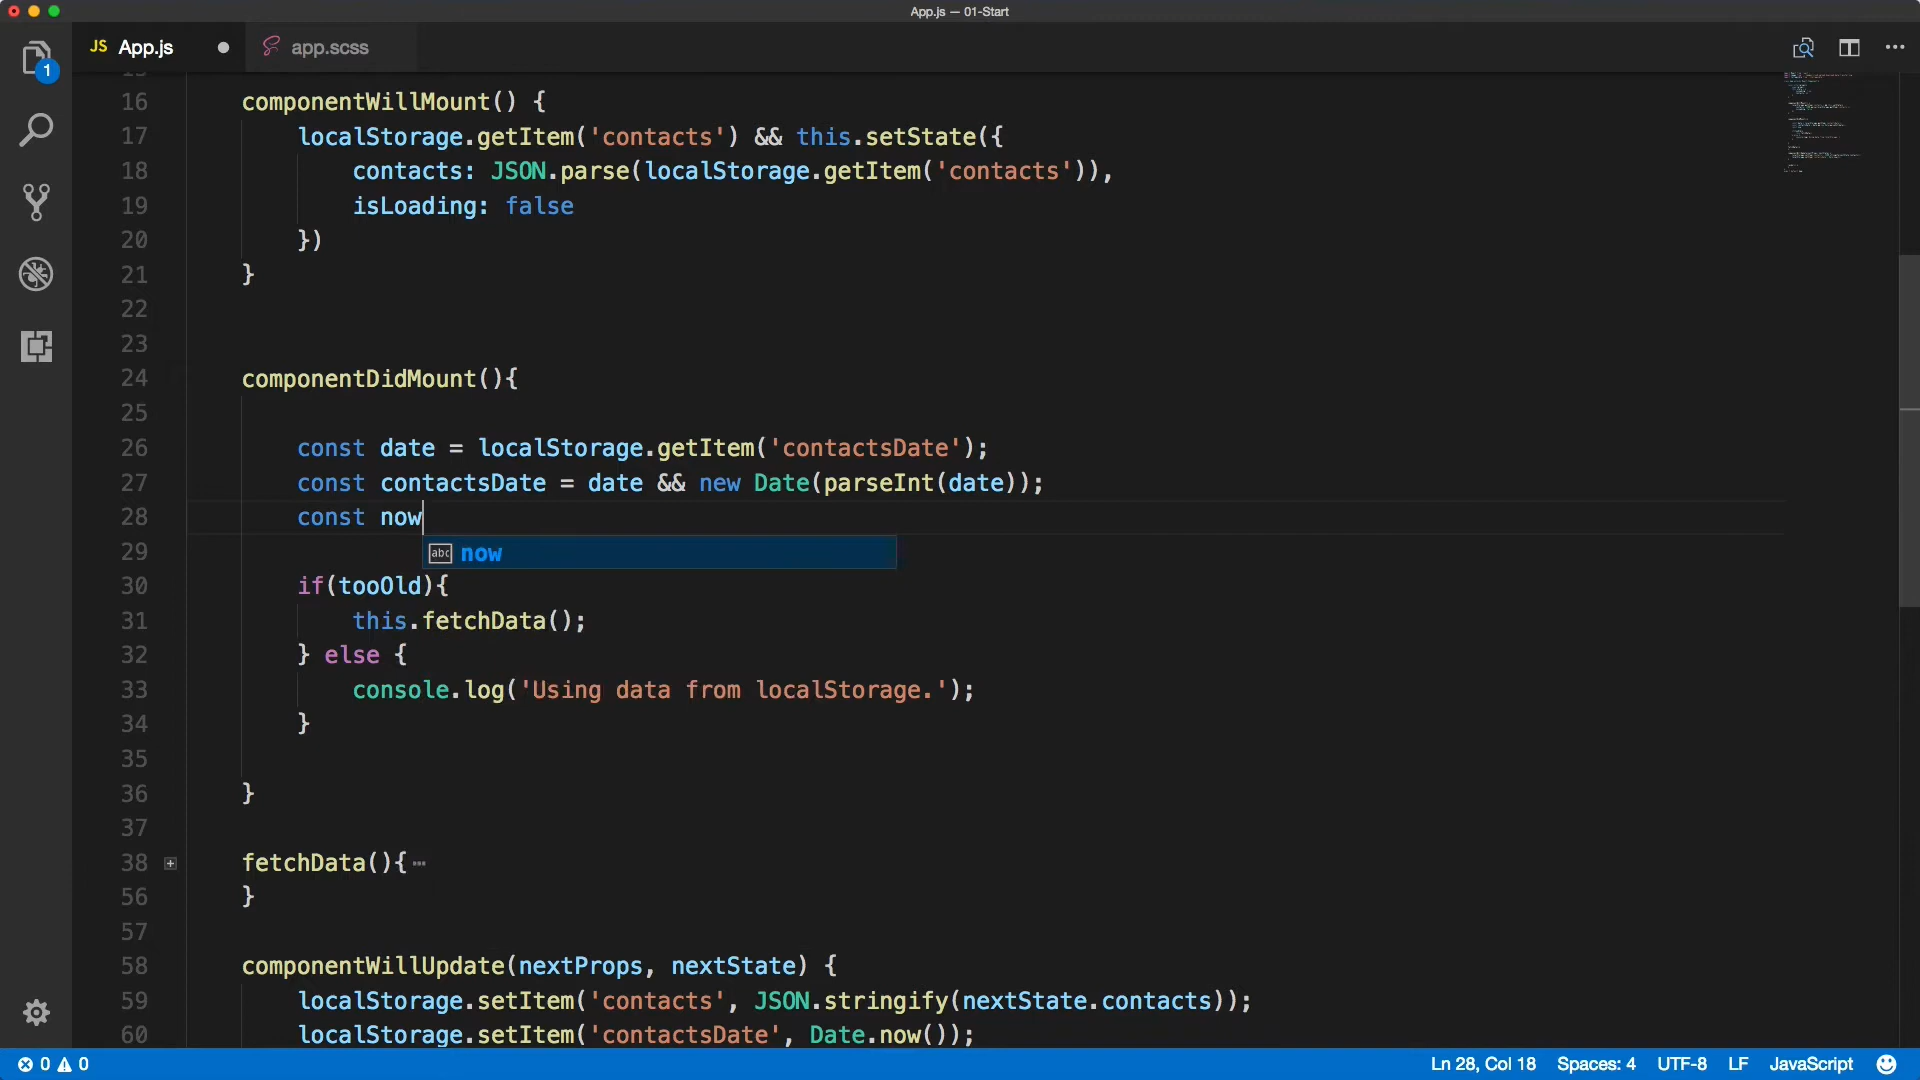 App.js — 01-Start
JS App.js ● app.scss
1
16 componentWillMount() {
17 localStorage.getItem('contacts') && this.setState({
18 contacts: JSON.parse(localStorage.getItem('contacts')),
19 isLoading: false
20 })
21 }
22
23
24 componentDidMount(){
25
26 const date = localStorage.getItem('contactsDate');
27 const contactsDate = date && new Date(parseInt(date));
28 const now
29 abc now
30 if(tooOld){
31 this.fetchData();
32 } else {
33 console.log('Using data from localStorage.');
34 }
35
36 }
37
38 fetchData(){
56 }
57
58 componentWillUpdate(nextProps, nextState) {
59 localStorage.setItem('contacts', JSON.stringify(nextState.contacts));
60 localStorage.setItem('contactsDate', Date.now());
0 0 Ln 28, Col 18 Spaces: 4 UTF-8 LF JavaScript